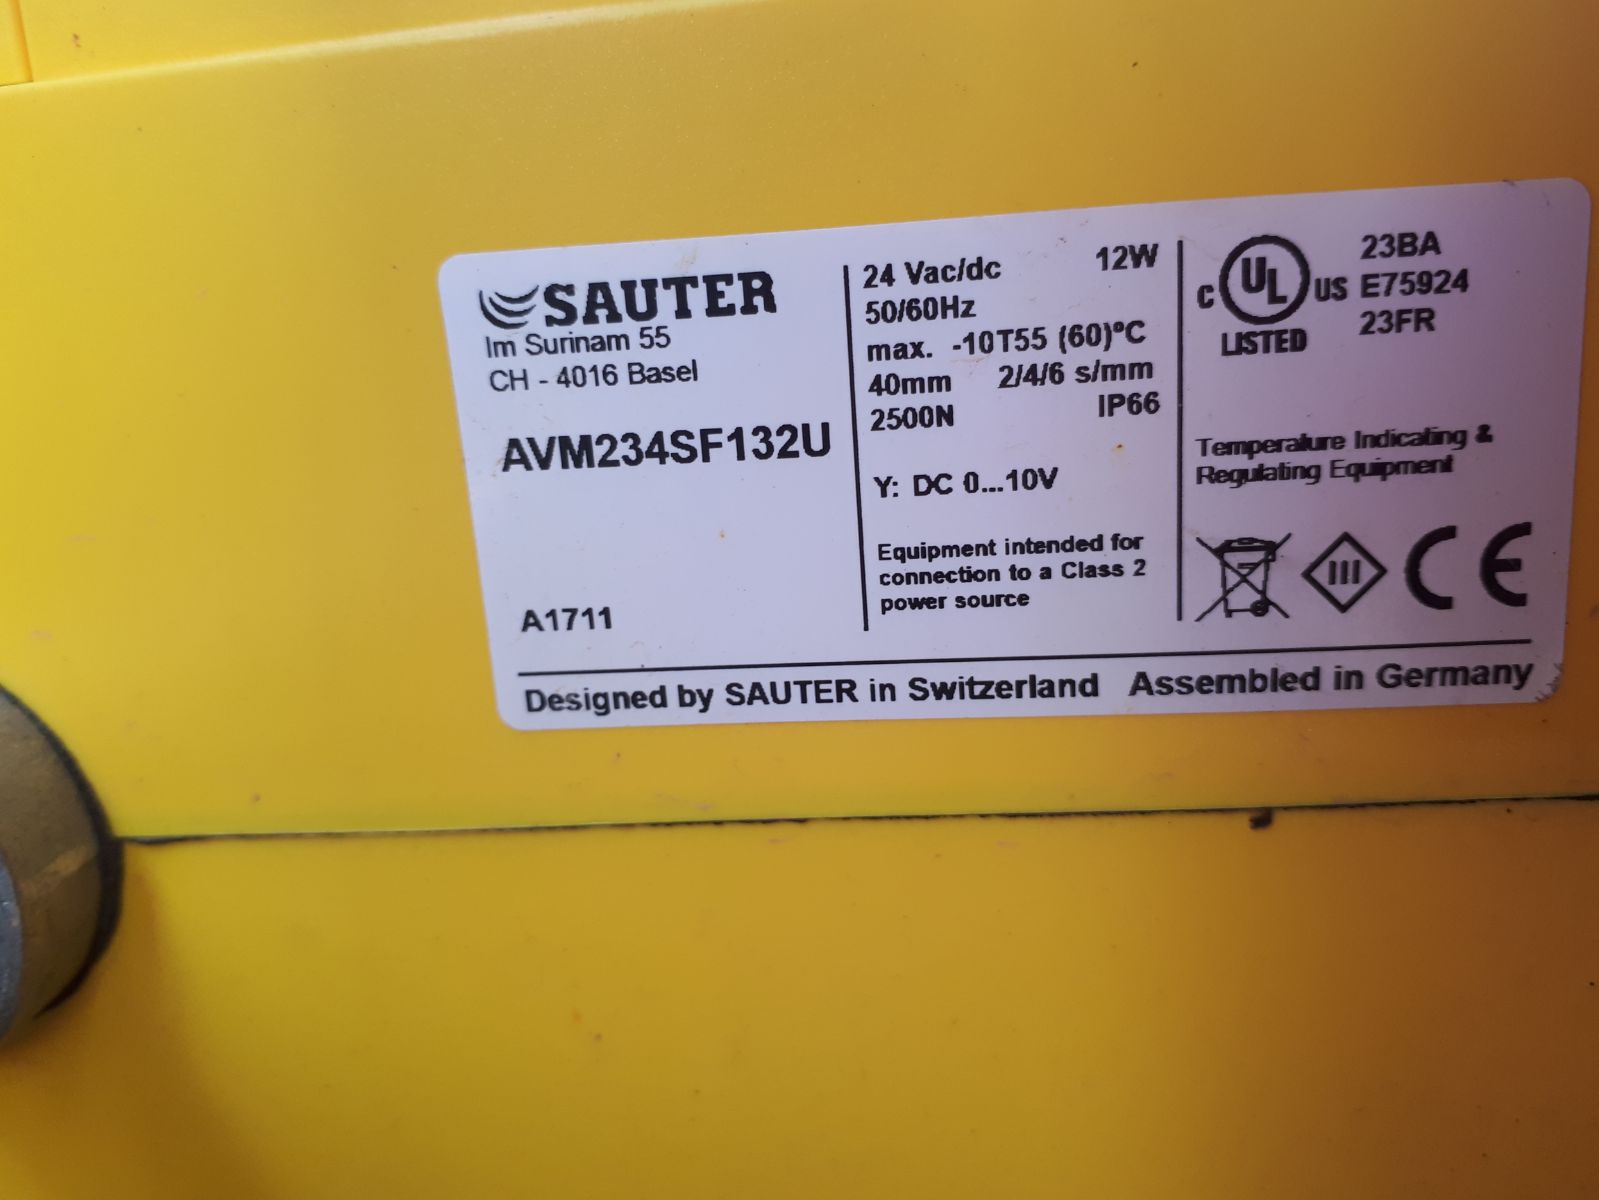 SAUTER
Im Surinam 55
CH - 4016 Basel
AVM234SF132U
A1711
24 Vac/dc 12W
50/60Hz
max. -10T55 (60)°C
40mm 2/4/6 s/mm
2500N IP66
Y: DC 0...10V
Equipment intended for
connection to a Class 2
power source
C UL US
LISTED
23BA
E75924
23FR
Temperature Indicating &
Regulating Equipment
III CE
Designed by SAUTER in Switzerland Assembled in Germany